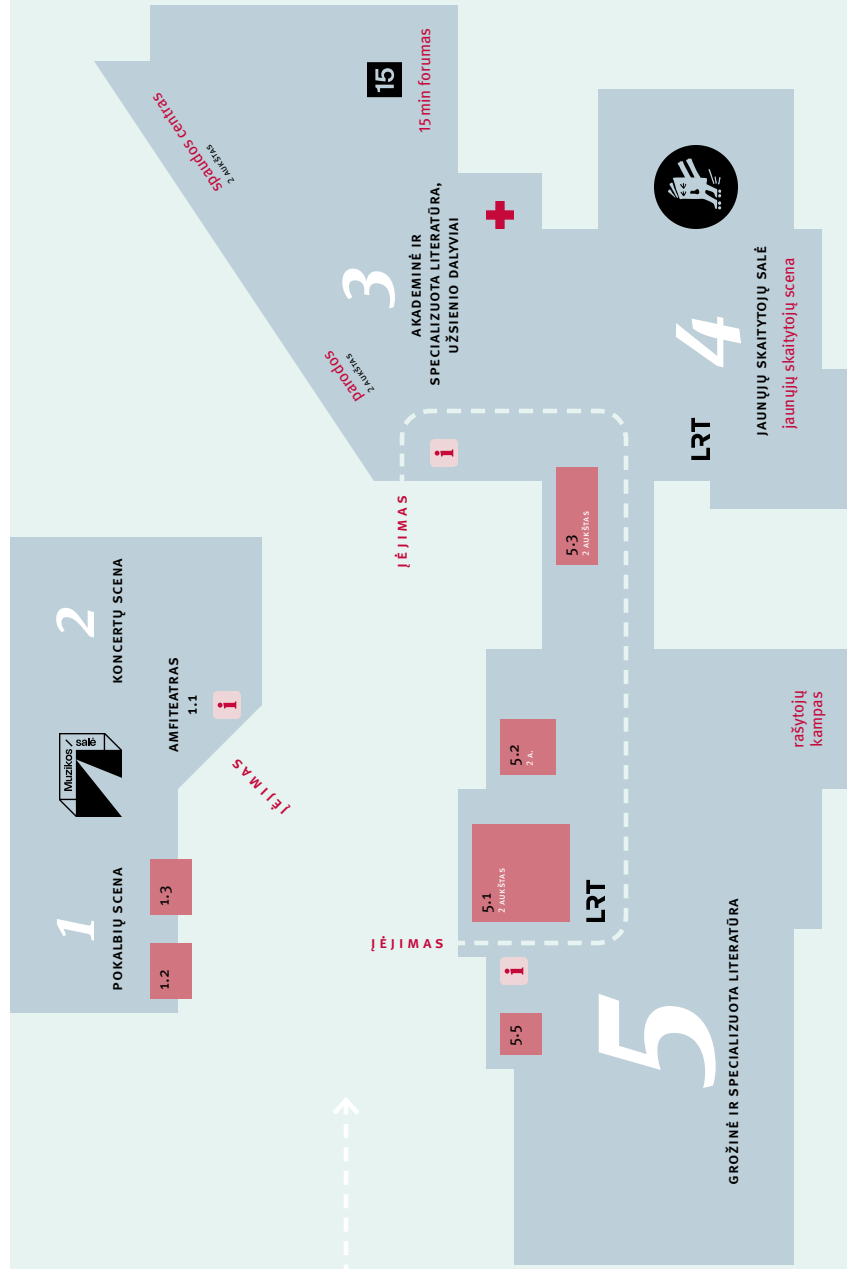 1
POKALBIŲ SCENA
1.2
1.3
Muzikos
salė
2
KONCERTŲ SCENA
AMFITEATRAS
1.1
i
ĮĖJIMAS
spaudos centras
2 AUKŠTAS
15
15 min forumas
3
AKADEMINĖ IR
SPECIALIZUOTA LITERATŪRA,
UŽSIENIO DALYVIAI
parodos
2 AUKŠTAS
i
ĮĖJIMAS
4
JAUNŲJŲ SKAITYTOJŲ SALĖ
jaunųjų skaitytojų scena
LRT
5.3
2 AUKŠTAS
5.2
2 A.
5.1
2 AUKŠTAS
LRT
ĮĖJIMAS
i
5.5
5
GROŽINĖ IR SPECIALIZUOTA LITERATŪRA
rašytojų
kampas